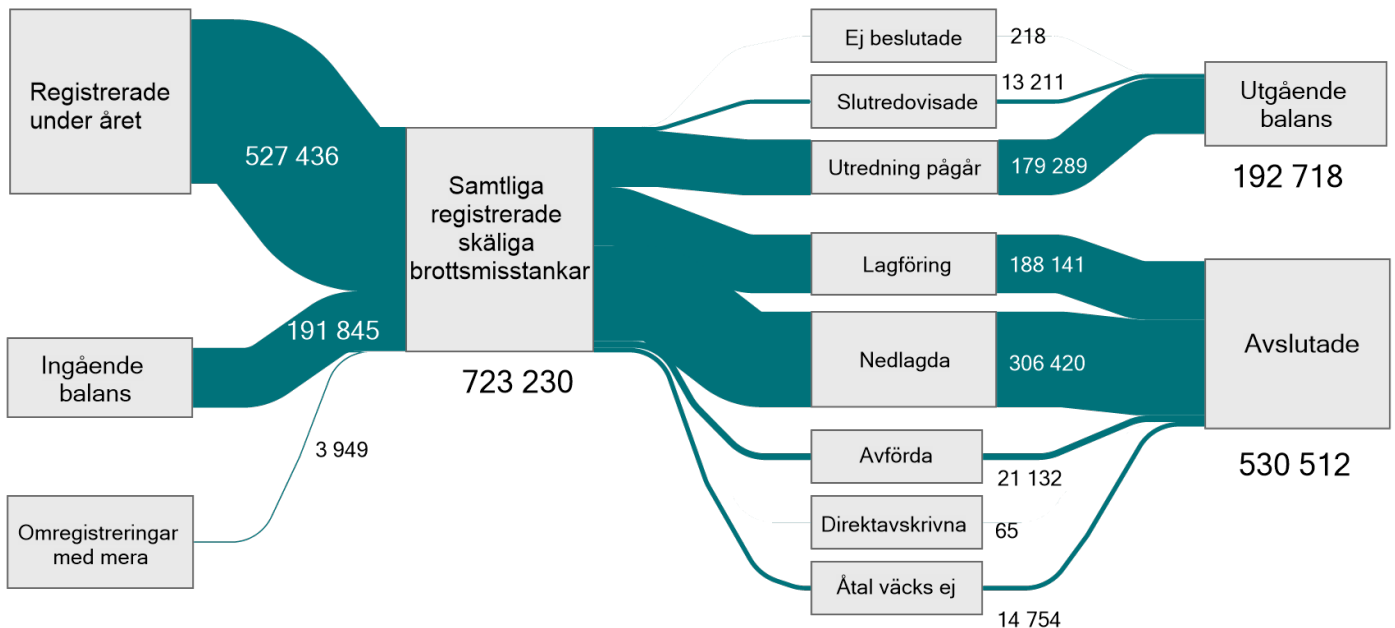 Registrerade
under året
527 436
Ingående
balans
191 845
Omregistreringar
med mera
3 949
Samtliga
registrerade
skäliga
brottsmisstankar
723 230
Ej beslutade
218
Slutredovisade
13 211
Utredning pågår
179 289
Utgående
balans
192 718
Lagföring
188 141
Nedlagda
306 420
Avförda
21 132
Direktavskrivna
65
Åtal väcks ej
14 754
Avslutade
530 512